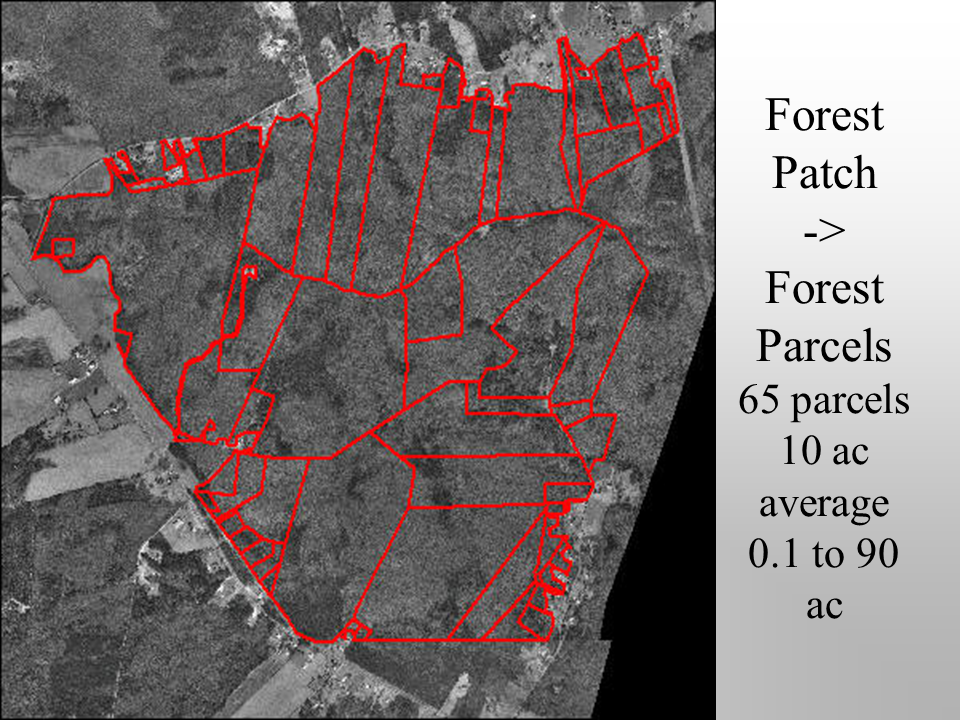 Forest
Patch
->
Forest
Parcels
65 parcels
10 ac
average
0.1 to 90
ac